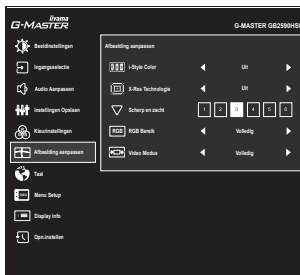 iiyama
G-MASTER
G-MASTER GB2590HSU
Beeldinstellingen
Ingangsselectie
Audio Aanpassen
Instellingen Opslaan
Kleurinstellingen
Afbeelding aanpassen
Taal
Menu Setup
Display info
Opn.instellen
Afbeelding aanpassen
i-Style Color Uit
X-Res Technologie Uit
Scherp en zacht 1 2 3 4 5 6
RGB RGB Bereik Volledig
Video Modus Volledig